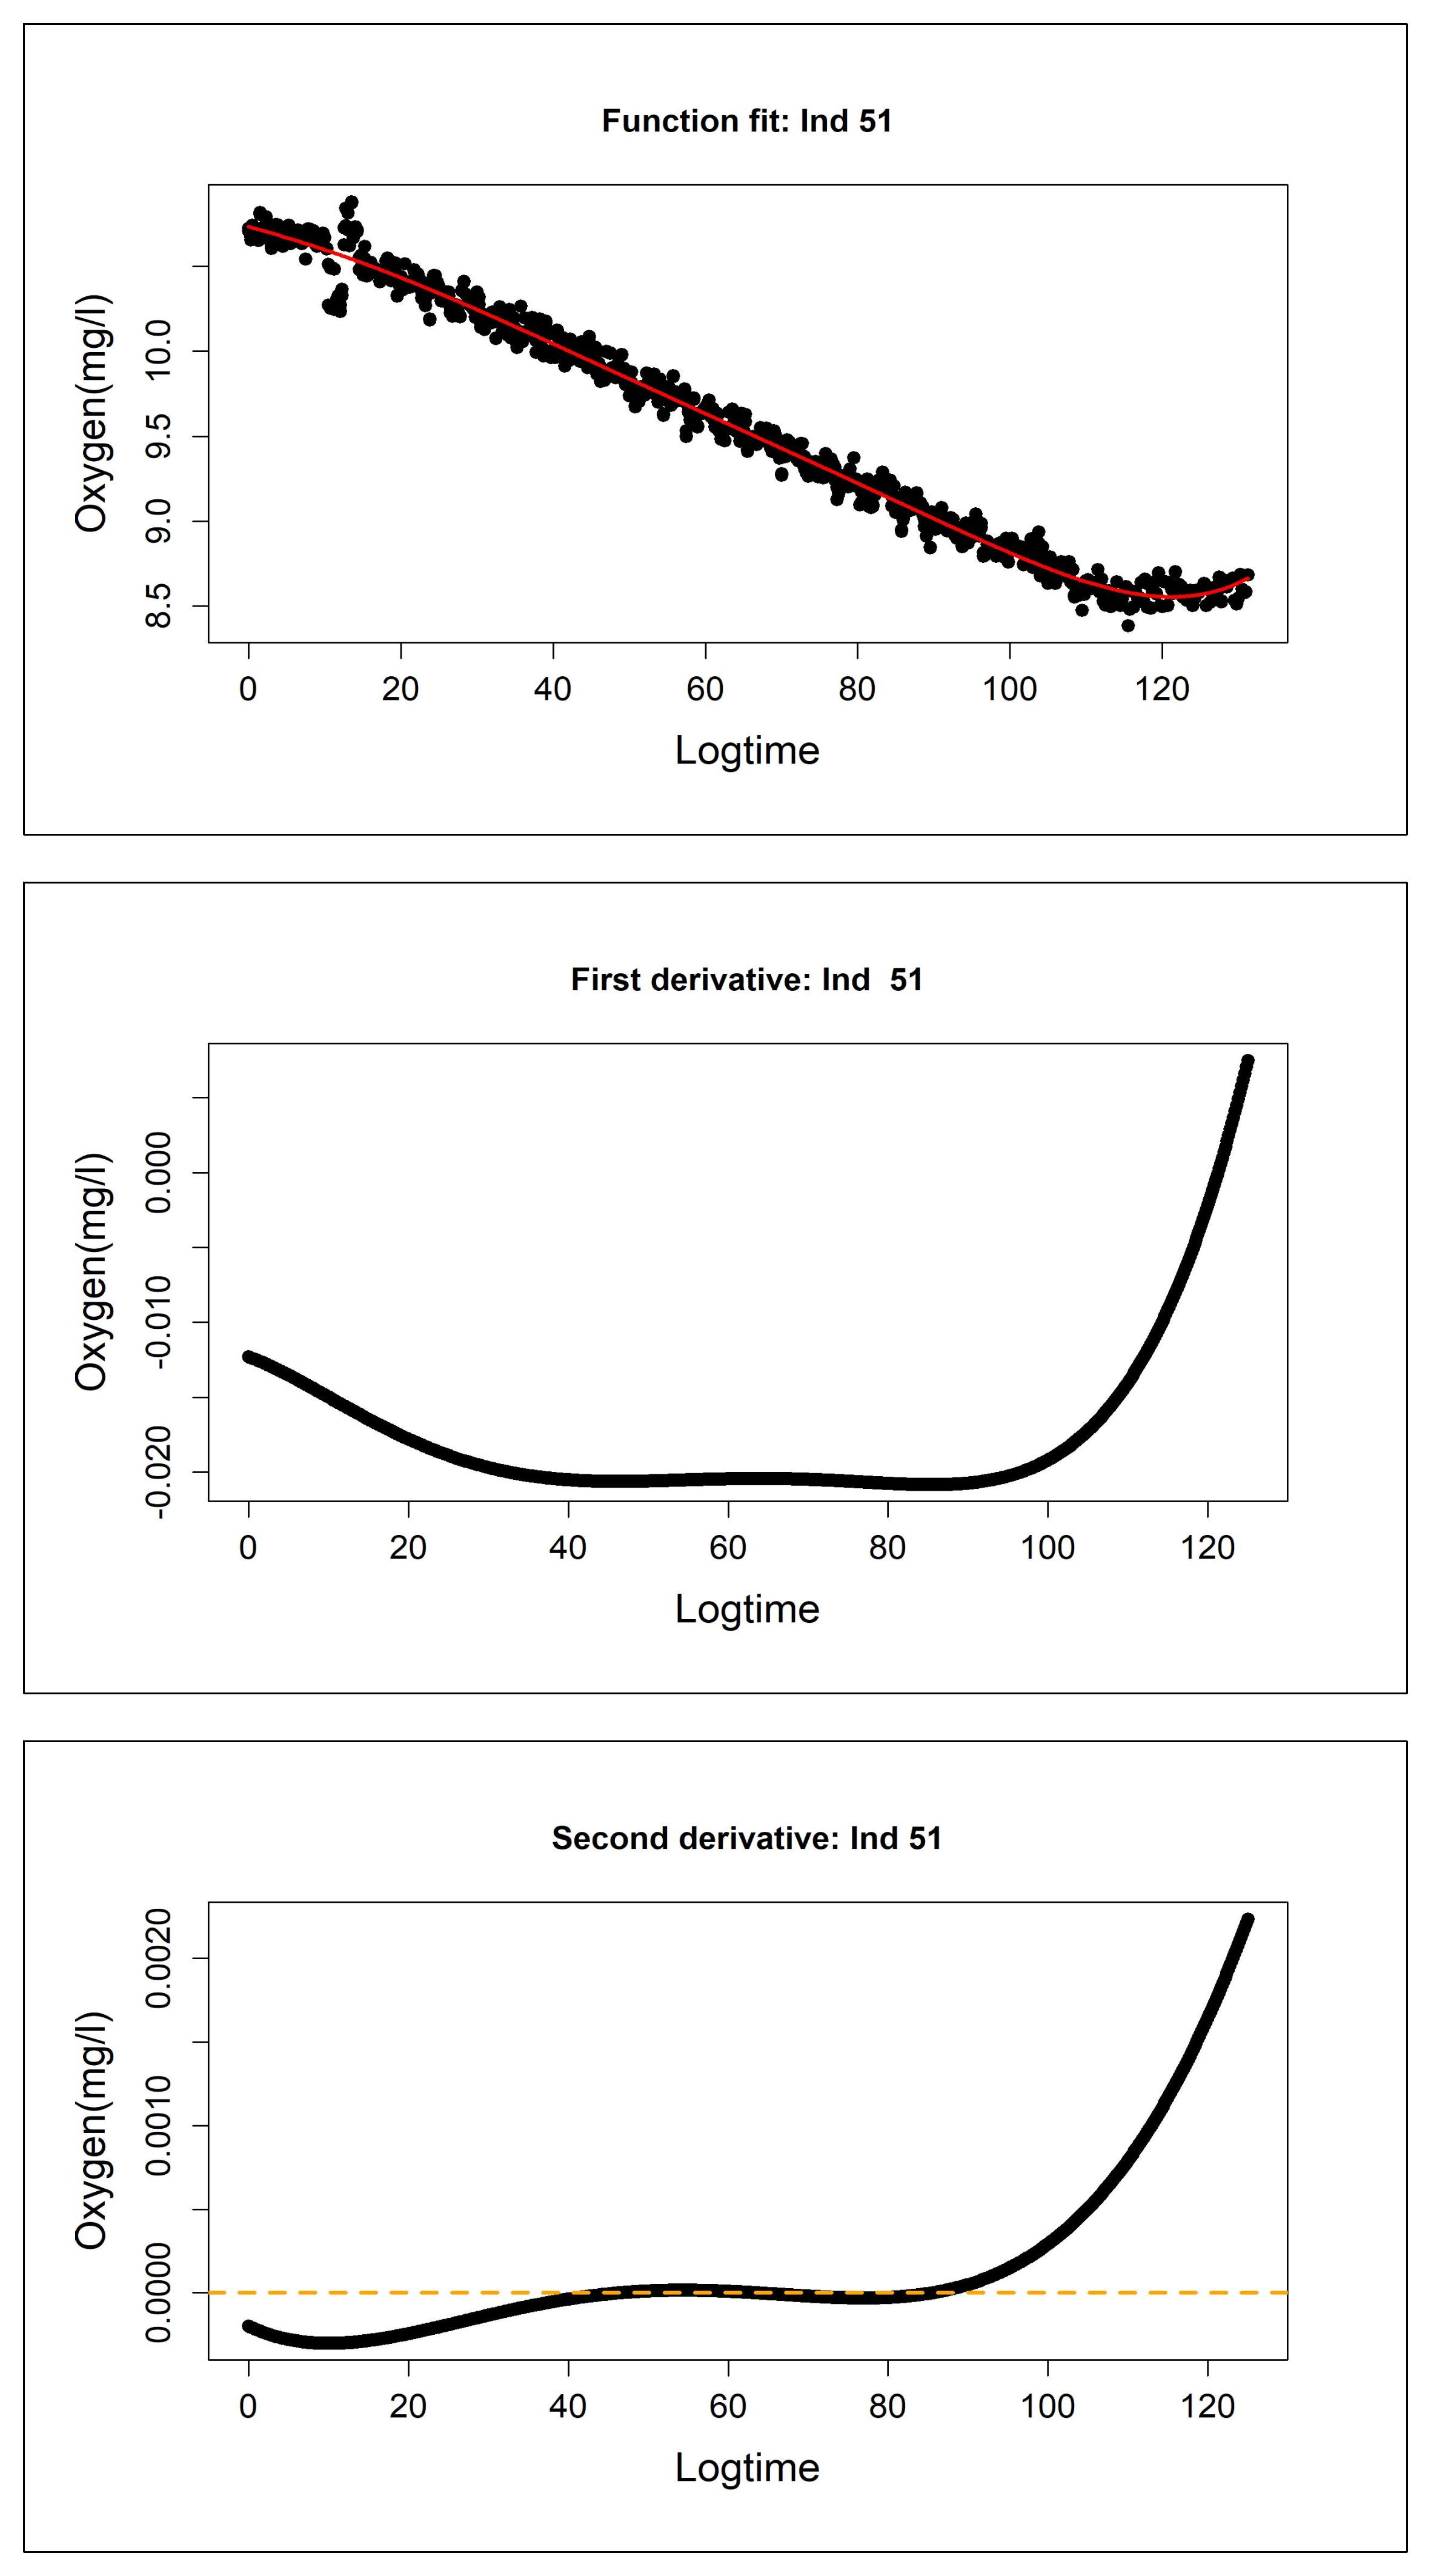 Function fit: Ind 51
Oxygen(mg/l)
10.0
9.5
9.0
8.5
0 20 40 60 80 100 120
Logtime
First derivative: Ind  51
Oxygen(mg/l)
0.000
-0.010
-0.020
0 20 40 60 80 100 120
Logtime
Second derivative: Ind 51
Oxygen(mg/l)
0.0020
0.0010
0.0000
0 20 40 60 80 100 120
Logtime